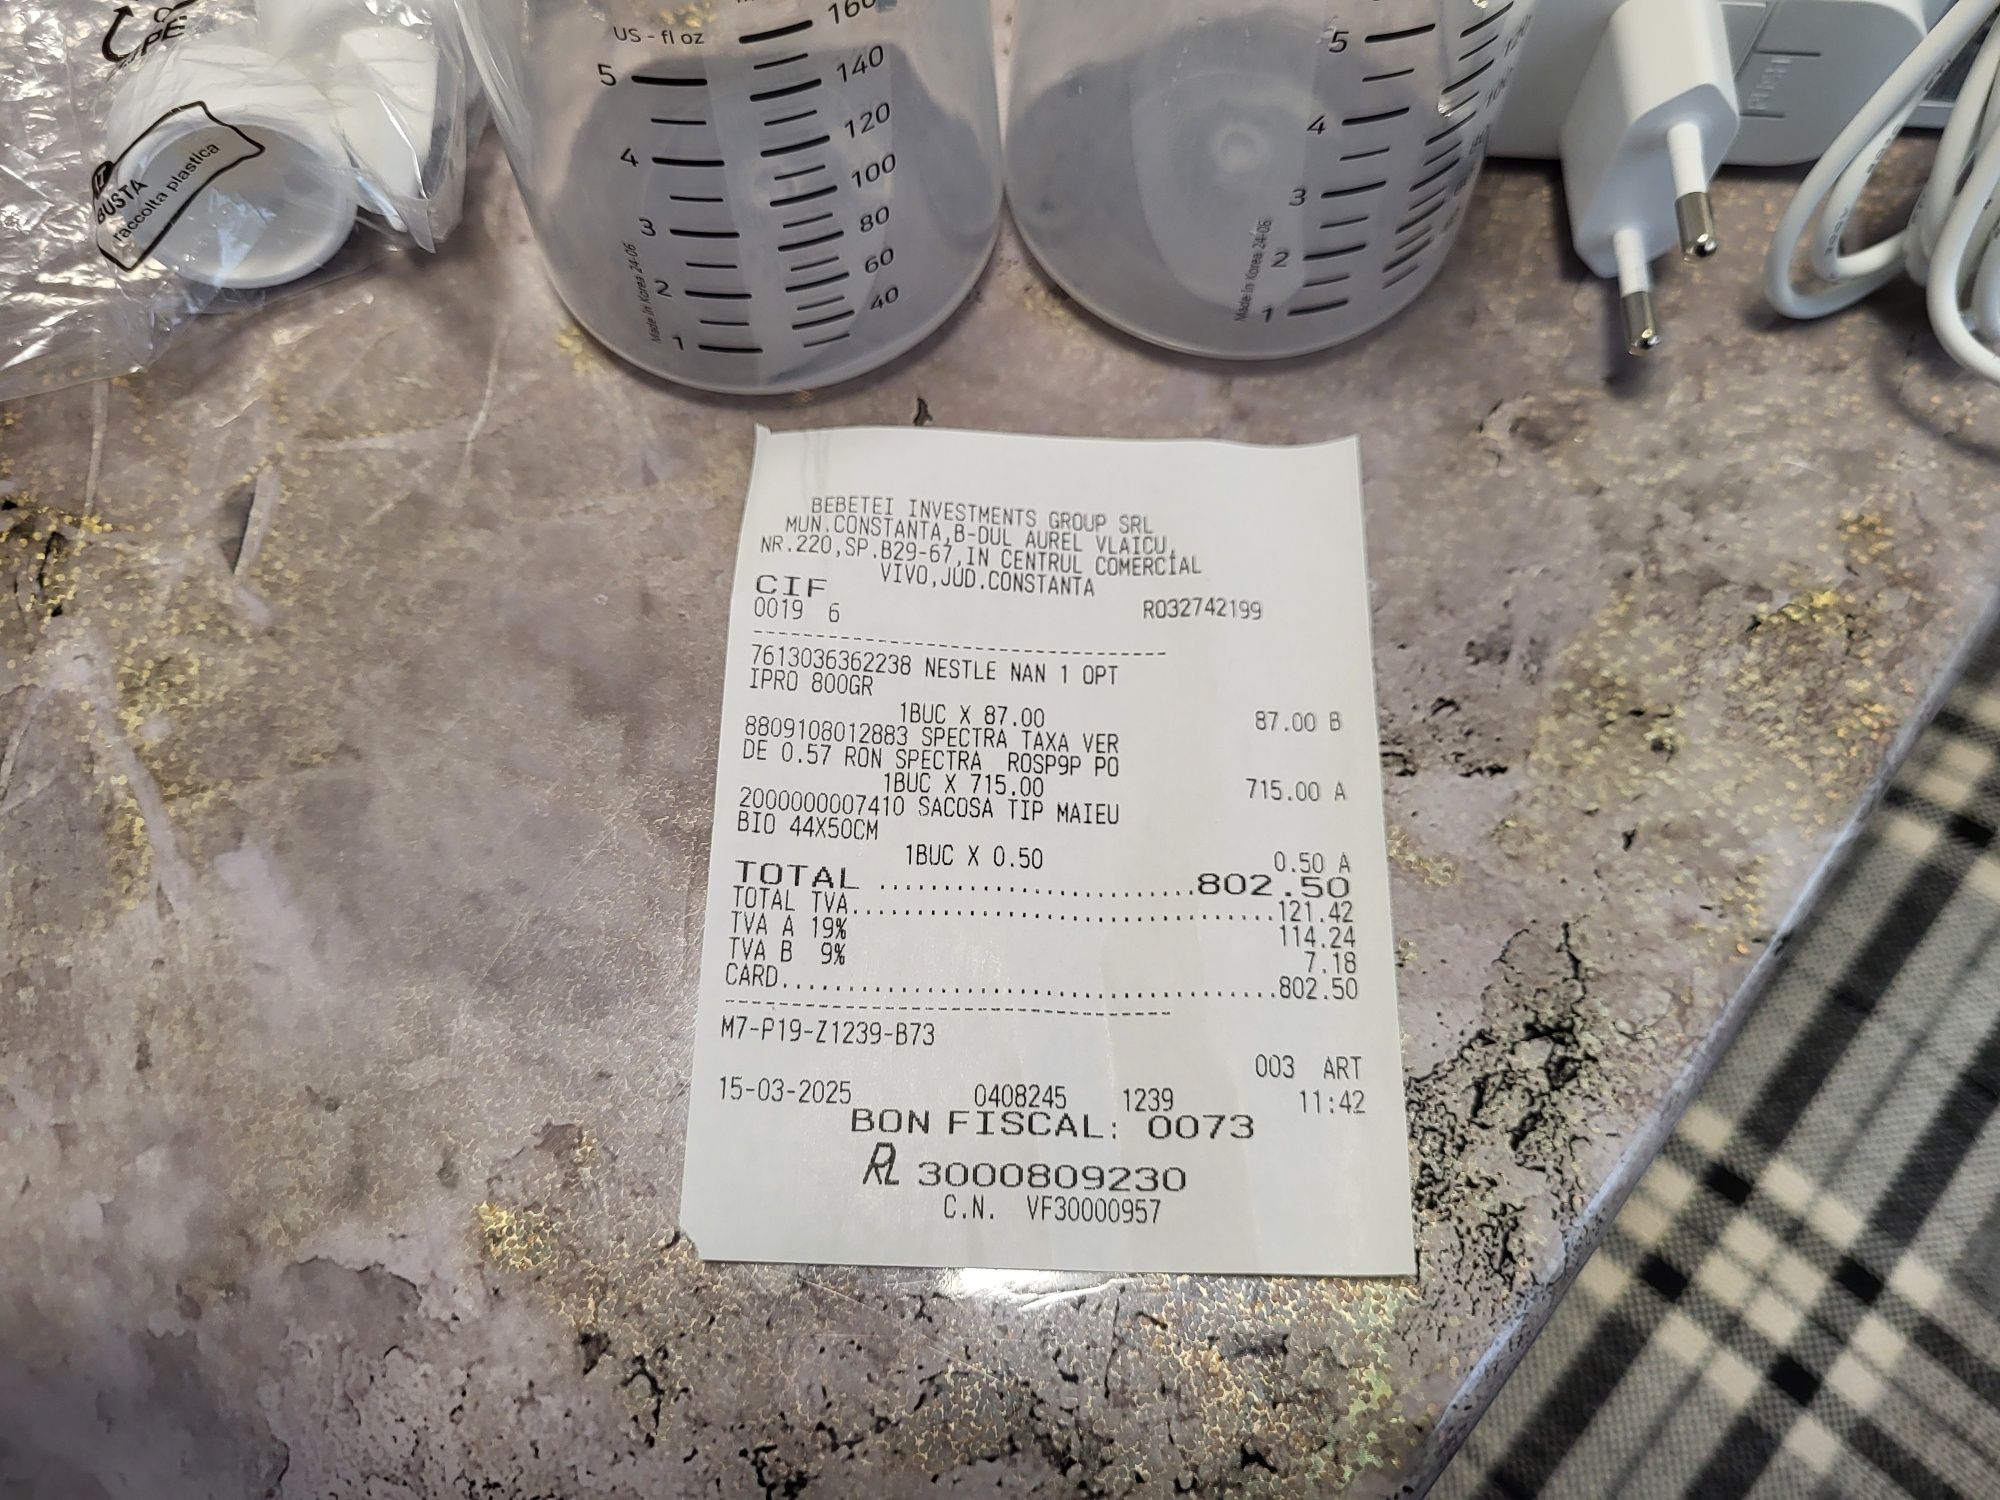 PE
BUSTA
raccolta plastica
US - fl oz
5
4
3
2
1
160
140
120
100
80
60
40
Made in Korea 24-06
5
4
3
2
1
Made in Korea 24-06
PUSH
BEBETEI INVESTMENTS GROUP SRL
MUN.CONSTANTA,B-DUL AUREL VLAICU,
NR.220,SP.B29-67,IN CENTRUL COMERCIAL
VIVO,JUD.CONSTANTA
CIF
0019 6 RO32742199
7613036362238 NESTLE NAN 1 OPT
IPRO 800GR
1BUC X 87.00 87.00 B
8809108012883 SPECTRA TAXA VER
DE 0.57 RON SPECTRA ROSP9P PO
1BUC X 715.00 715.00 A
2000000007410 SACOSA TIP MAIEU
BIO 44X50CM
1BUC X 0.50 0.50 A
TOTAL ........................802.50
TOTAL TVA................................121.42
TVA A 19% 114.24
TVA B 9% 7.18
CARD......................................802.50
M7-P19-Z1239-B73
003 ART
15-03-2025 0408245 1239 11:42
BON FISCAL: 0073
3000809230
C.N. VF30000957